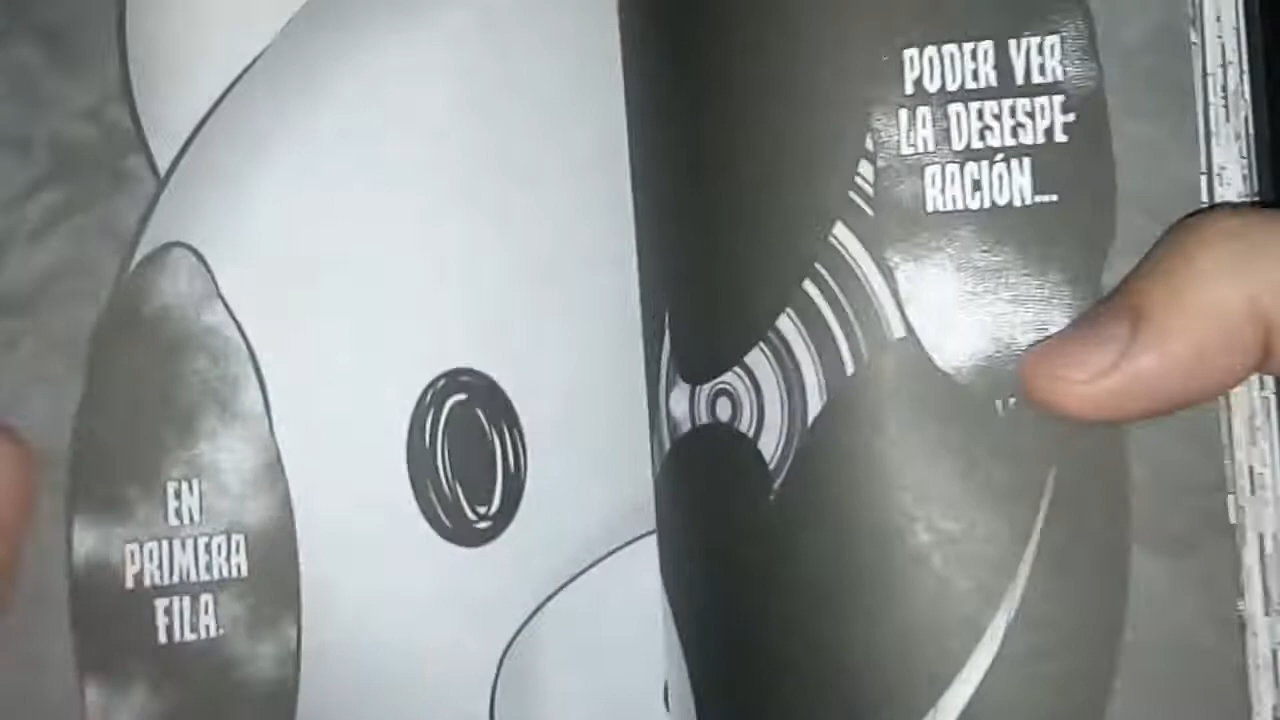 PODER VER
LA DESESPE-
RACIÓN...
EN
PRIMERA
FILA.